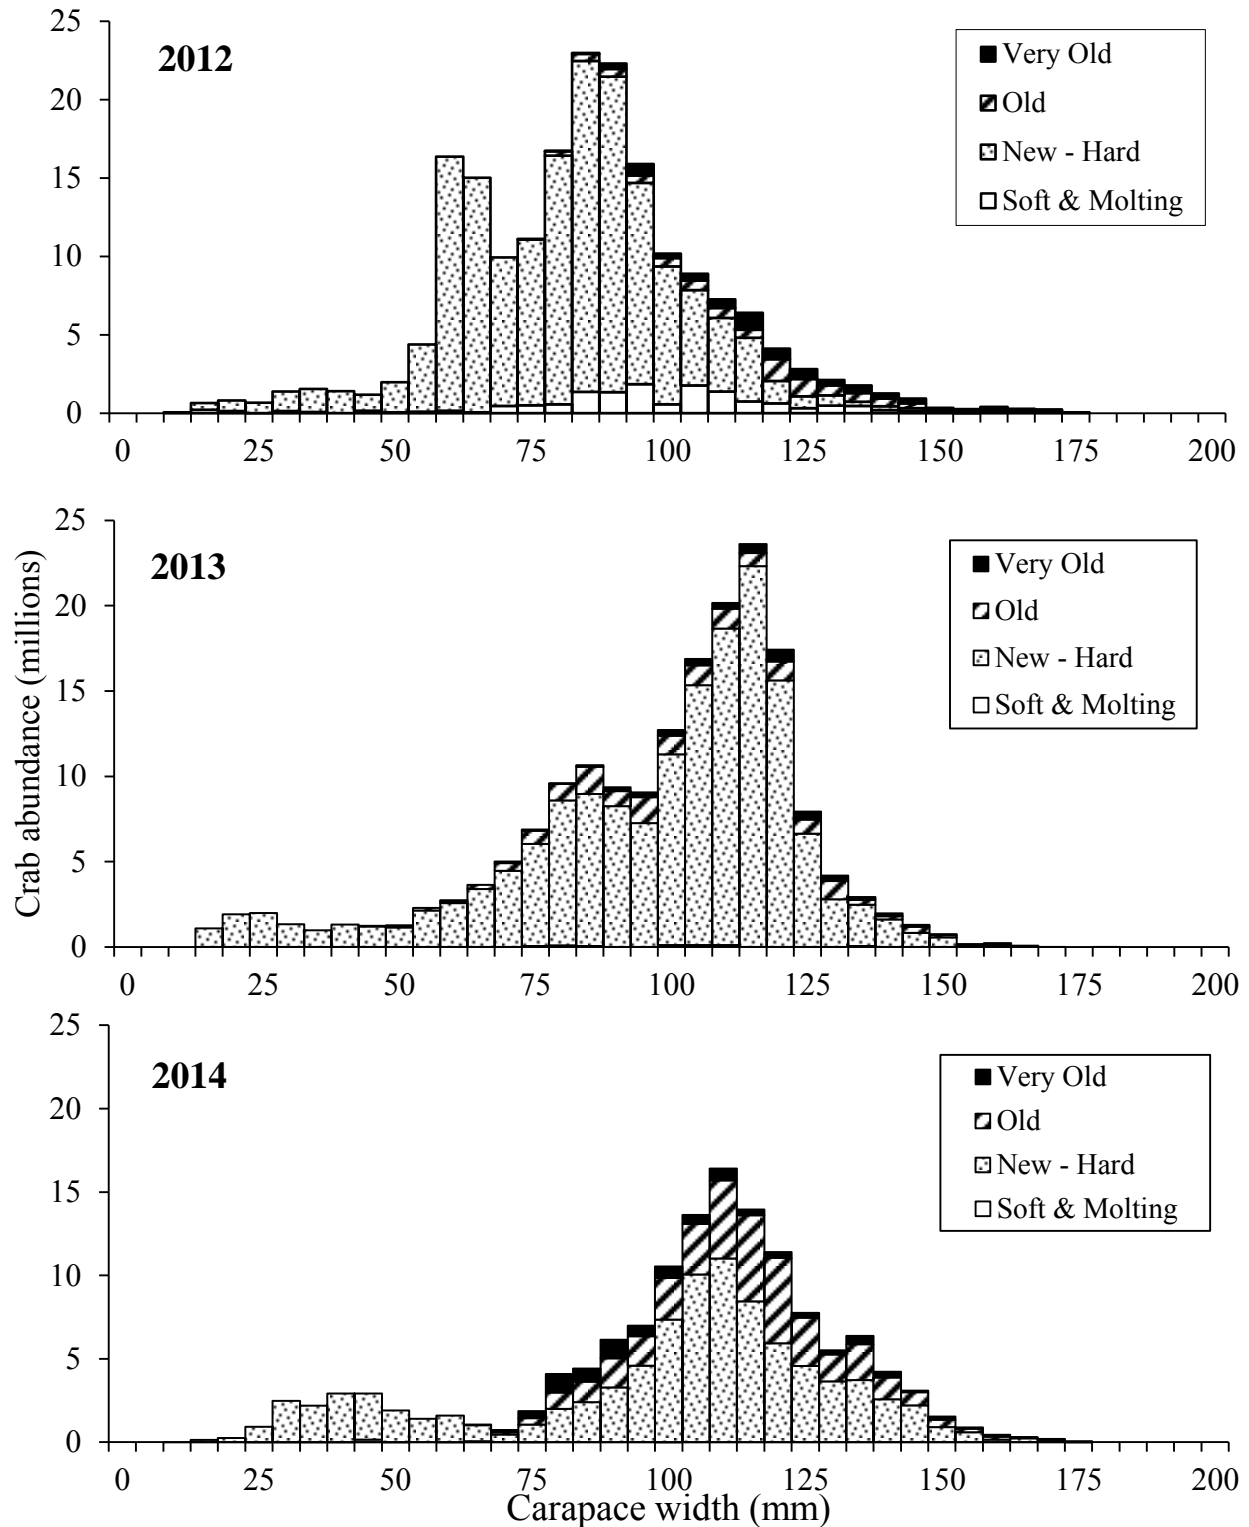 25
20
15
10
5
0
2012
Very Old
Old
New - Hard
Soft & Molting
0 25 50 75 100 125 150 175 200
Crab abundance (millions)
25
20
15
10
5
0
2013
Very Old
Old
New - Hard
Soft & Molting
0 25 50 75 100 125 150 175 200
25
20
15
10
5
0
2014
Very Old
Old
New - Hard
Soft & Molting
0 25 50 75 100 125 150 175 200
Carapace width (mm)